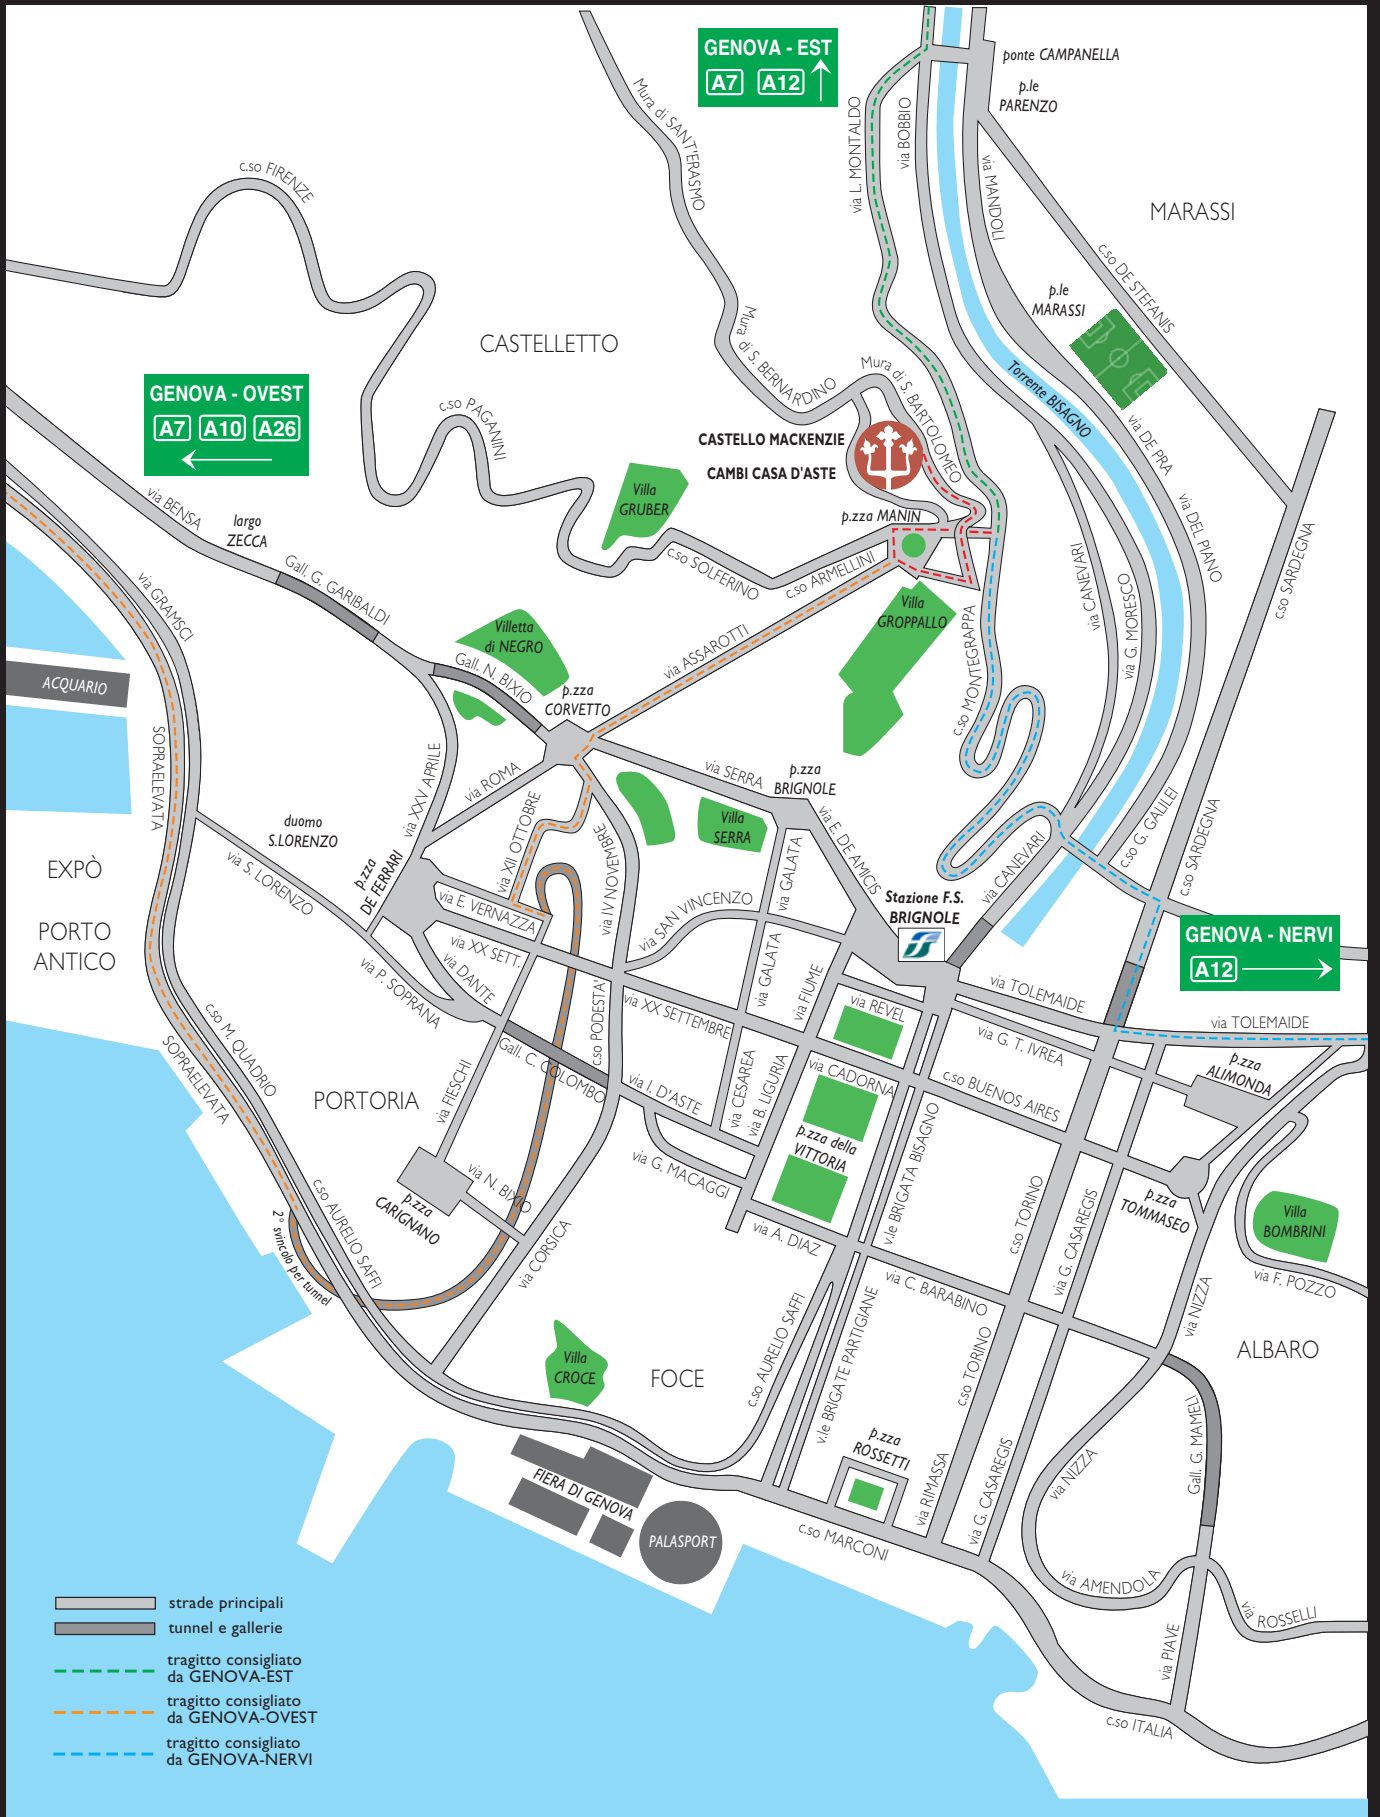 GENOVA - EST
A7 A12
ponte CAMPANELLA
p.le
PARENZO
via L. MONTALDO
via BOBBIO
via MANDOLI
MARASSI
Mura di SANT'ERASMO
c.so FIRENZE
c.so DE STEFANIS
p.le
MARASSI
CASTELLETTO
Mura di S. BERNARDINO
Mura di S. BARTOLOMEO
Torrente BISAGNO
GENOVA - OVEST
A7 A10 A26
c.so PAGANINI
CASTELLO MACKENZIE
CAMBI CASA D'ASTE
via DE PRA
Villa
GRUBER
via BENSA
largo
ZECCA
p.zza MANIN
via DEL PIANO
c.so SARDEGNA
Gall. G. GARIBALDI
c.so SOLFERINO
c.so ARMELLINI
via CANEVARI
via G. MORESCO
via GRAMSCI
Villa
GROPPALLO
Villetta
di NEGRO
via ASSAROTTI
Gall. N. BIXIO
c.so MONTEGRAPPA
ACQUARIO
p.zza
CORVETTO
SOPRAELEVATA
via XXV APRILE
via ROMA
via SERRA
p.zza
BRIGNOLE
via XII OTTOBRE
duomo
S.LORENZO
Villa
SERRA
via E. DE AMICIS
c.so G. GALILEI
c.so SARDEGNA
EXPÒ
via S. LORENZO
p.zza
DE FERRARI
via IV NOVEMBRE
via GALATA
via CANEVARI
via E. VERNAZZA
via SAN VINCENZO
Stazione F.S.
BRIGNOLE
PORTO
ANTICO
GENOVA - NERVI
A12
via XX SETT.
via DANTE
via P. SOPRANA
via GALATA
via FIUME
via TOLEMAIDE
via TOLEMAIDE
via XX SETTEMBRE
via REVEL
c.so PODESTA'
c.so M. QUADRIO
SOPRAELEVATA
via G. T. IVREA
Gall. C. COLOMBO
via FIESCHI
PORTORIA
via I. D'ASTE
via CESAREA
via B. LIGURIA
via CADORNA
c.so BUENOS AIRES
p.zza
ALIMONDA
p.zza della
VITTORIA
v.le BRIGATA BISAGNO
via G. MACAGGI
via N. BIXIO
p.zza
CARIGNANO
c.so AURELIO SAFFI
2° svincolo per tunnel
via CORSICA
via A. DIAZ
c.so TORINO
via G. CASAREGIS
p.zza
TOMMASEO
Villa
BOMBRINI
via F. POZZO
via C. BARABINO
via NIZZA
ALBARO
Villa
CROCE
FOCE
c.so AURELIO SAFFI
v.le BRIGATE PARTIGIANE
c.so TORINO
Gall. G. MAMELI
p.zza
ROSSETTI
FIERA DI GENOVA
PALASPORT
via RIMASSA
via G. CASAREGIS
via NIZZA
c.so MARCONI
via AMENDOLA
via ROSSELLI
via PIAVE
c.so ITALIA
strade principali
tunnel e gallerie
tragitto consigliato
da GENOVA-EST
tragitto consigliato
da GENOVA-OVEST
tragitto consigliato
da GENOVA-NERVI